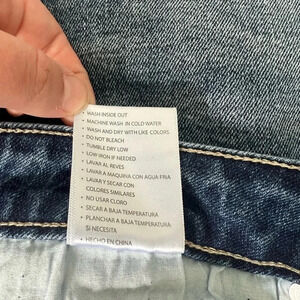 • WASH INSIDE OUT
• MACHINE WASH IN COLD WATER
• WASH AND DRY WITH LIKE COLORS
• DO NOT BLEACH
• TUMBLE DRY LOW
• LOW IRON IF NEEDED
• LAVAR AL REVES
• LAVAR A MAQUINA CON AGUA FRIA
• LAVAR Y SECAR CON
COLORES SIMILARES
• NO USAR CLORO
• SECAR A BAJA TEMPERATURA
• PLANCHAR A BAJA TEMPERATURA
SI NECESITA
• HECHO EN CHINA